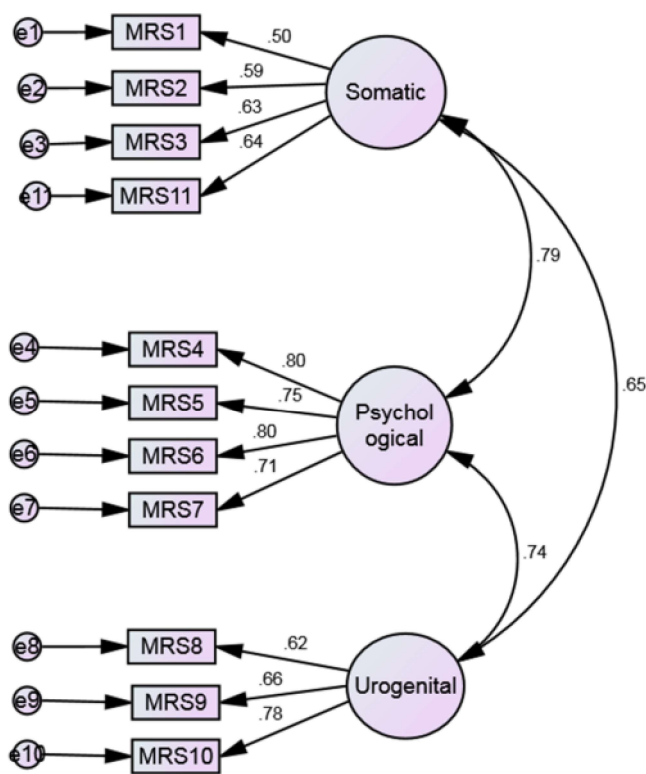 e1 MRS1 .50
e2 MRS2 .59 Somatic
e3 MRS3 .63
.64
e11 MRS11
.79
e4 MRS4 .80
.65
e5 MRS5 .75 Psychol
ogical
e6 MRS6 .80
e7 MRS7 .71
.74
e8 MRS8 .62
e9 MRS9 .66 Urogenital
e10 MRS10 .78